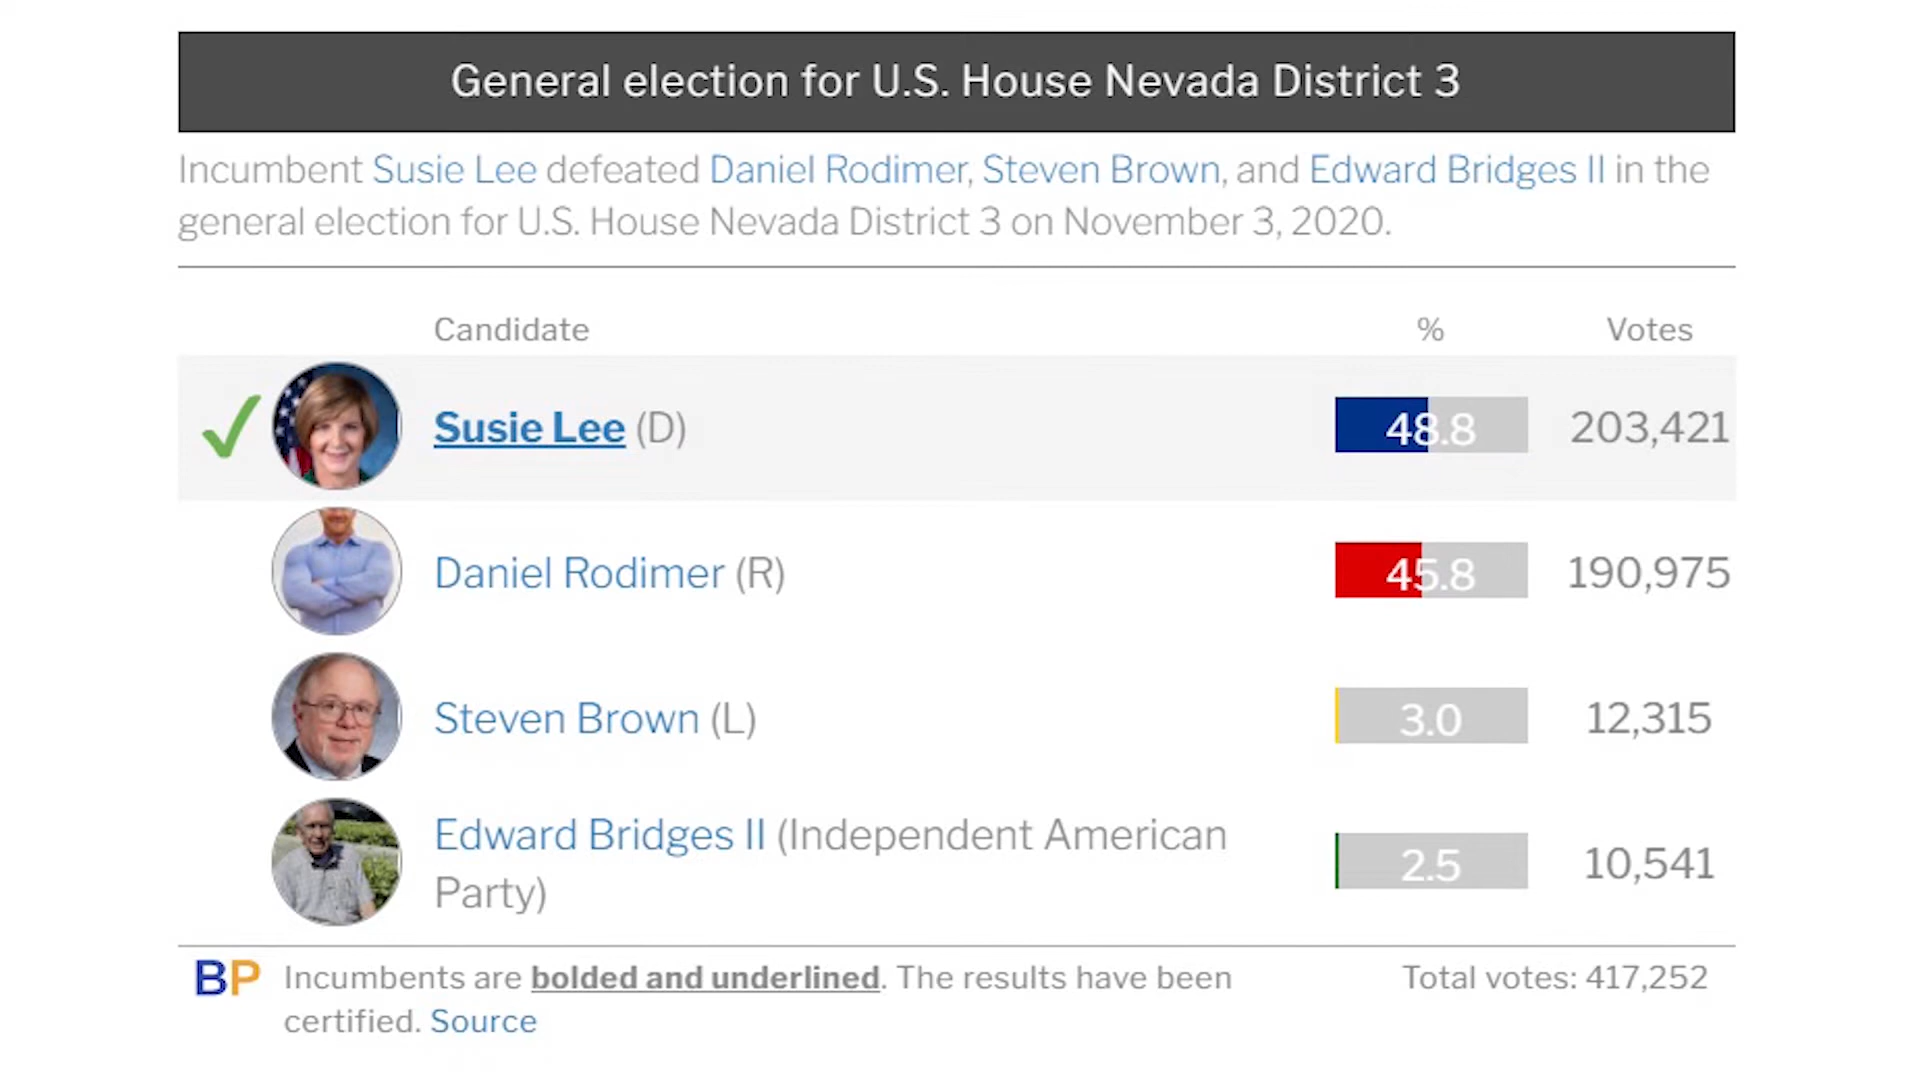 General election for U.S. House Nevada District 3
Incumbent Susie Lee defeated Daniel Rodimer, Steven Brown, and Edward Bridges II in the
general election for U.S. House Nevada District 3 on November 3, 2020.
Candidate % Votes
Susie Lee (D) 48.8 203,421
Daniel Rodimer (R) 45.8 190,975
Steven Brown (L) 3.0 12,315
Edward Bridges II (Independent American
Party) 2.5 10,541
BP Incumbents are bolded and underlined. The results have been Total votes: 417,252
certified. Source